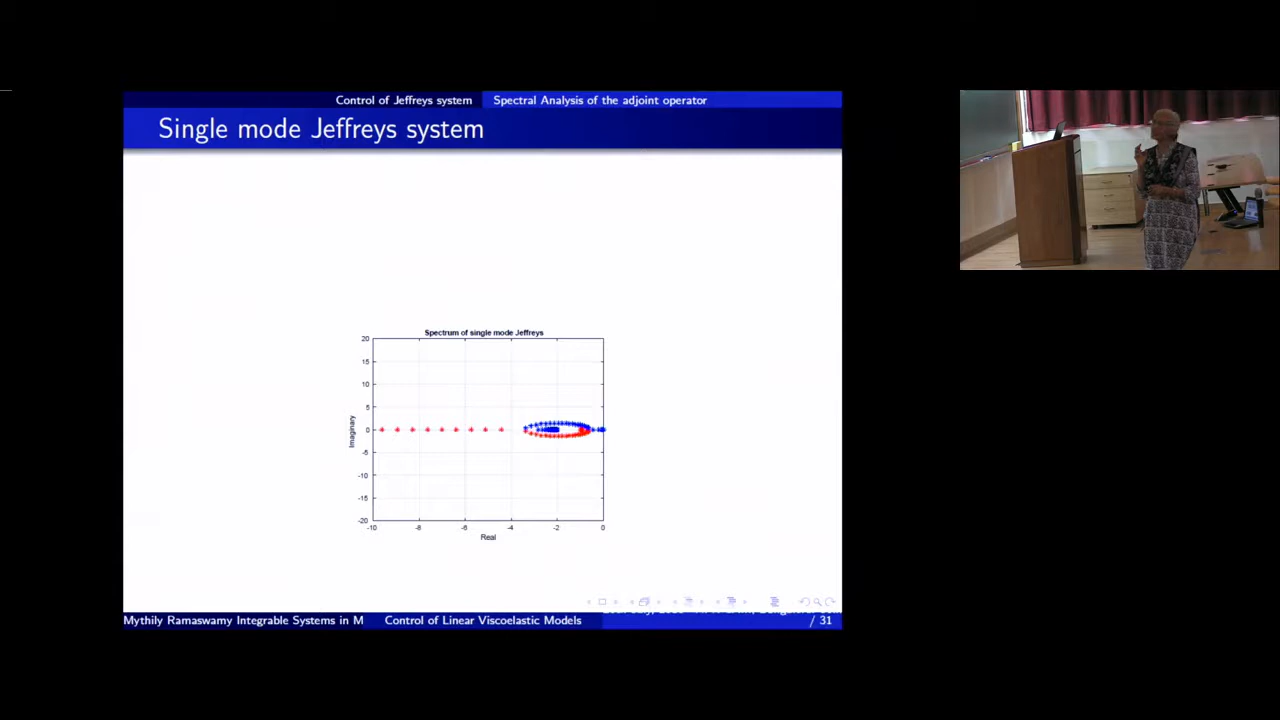 Control of Jeffreys system Spectral Analysis of the adjoint operator
Single mode Jeffreys system
Spectrum of single mode Jeffreys
20
15
10
5
0
-5
-10
-15
-20
Imaginary
-10 -8 -6 -4 -2 0
Real
Mythily Ramaswamy Integrable Systems in M Control of Linear Viscoelastic Models / 31